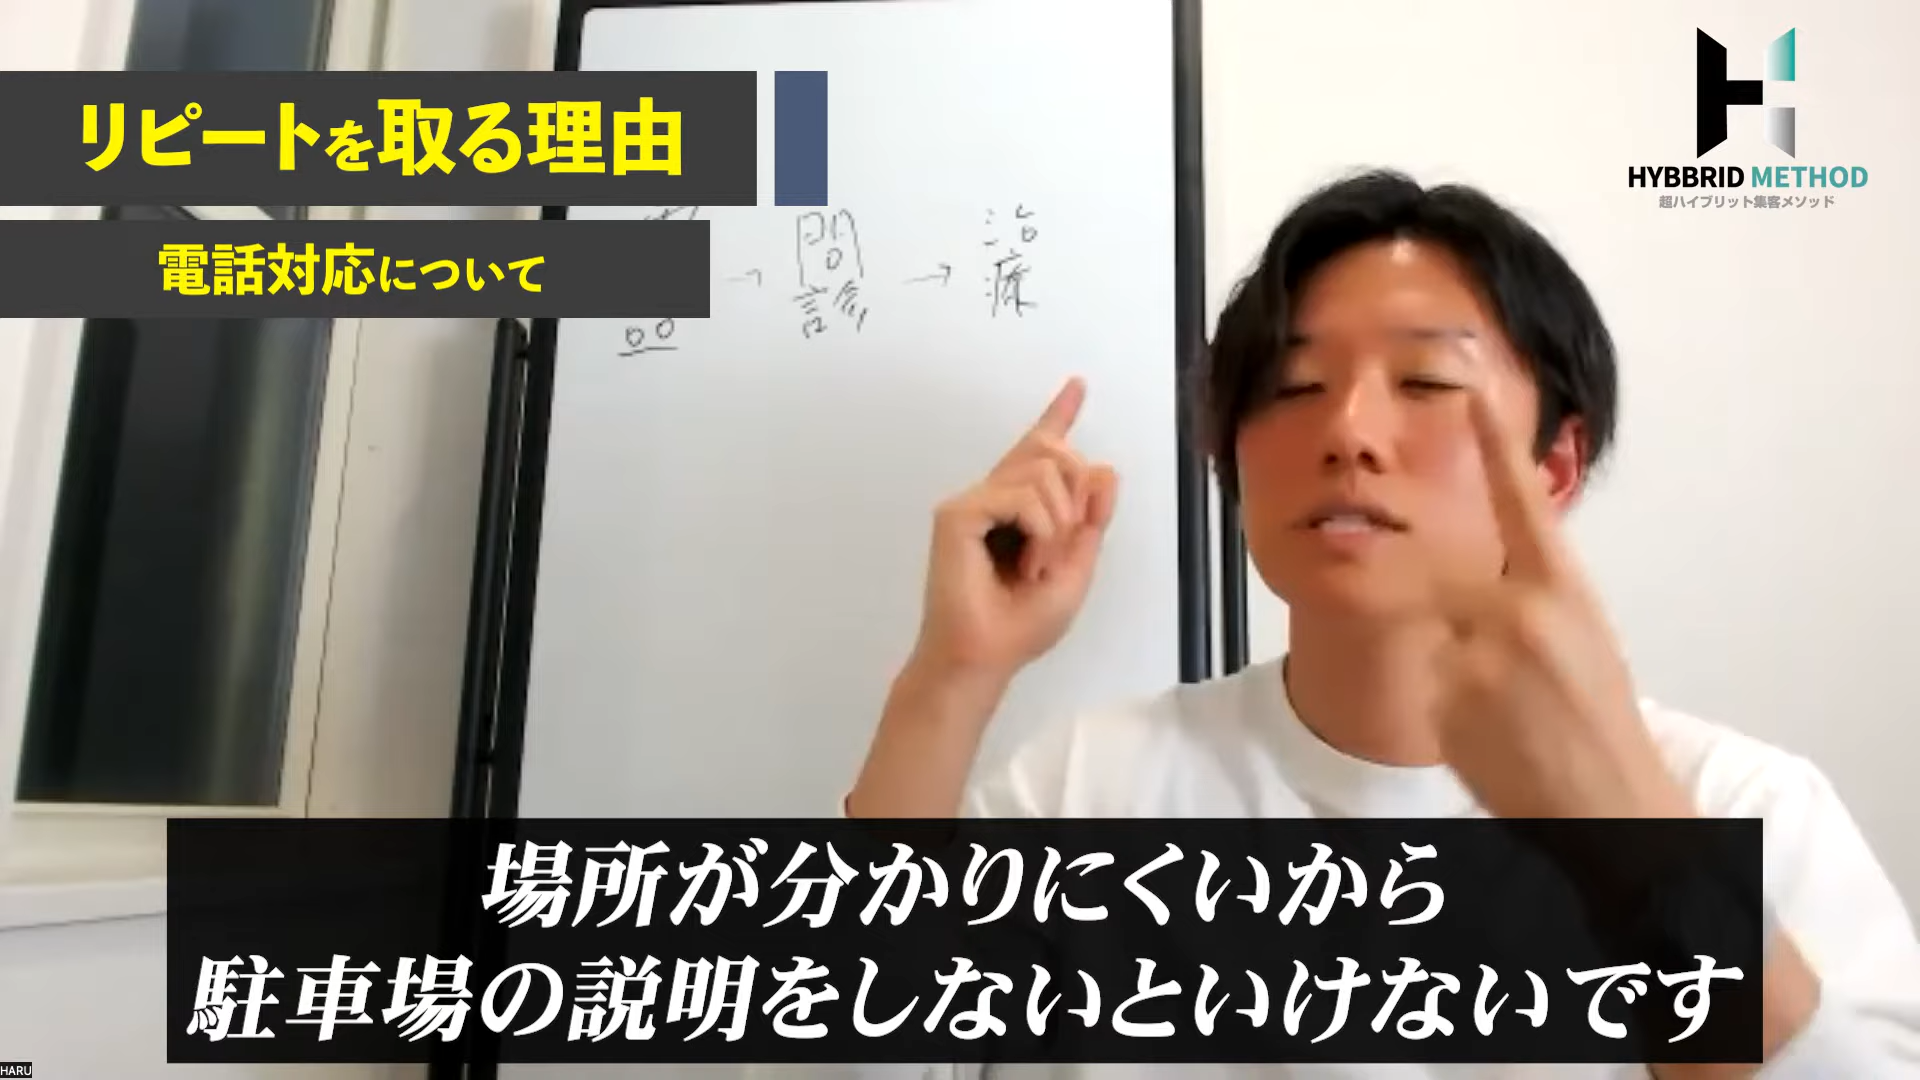 リピートを取る理由
電話対応について
HYBBRID METHOD
超ハイブリット集客メソッド
→ 問診 → 治療
場所が分かりにくいから
駐車場の説明をしないといけないです
HARU